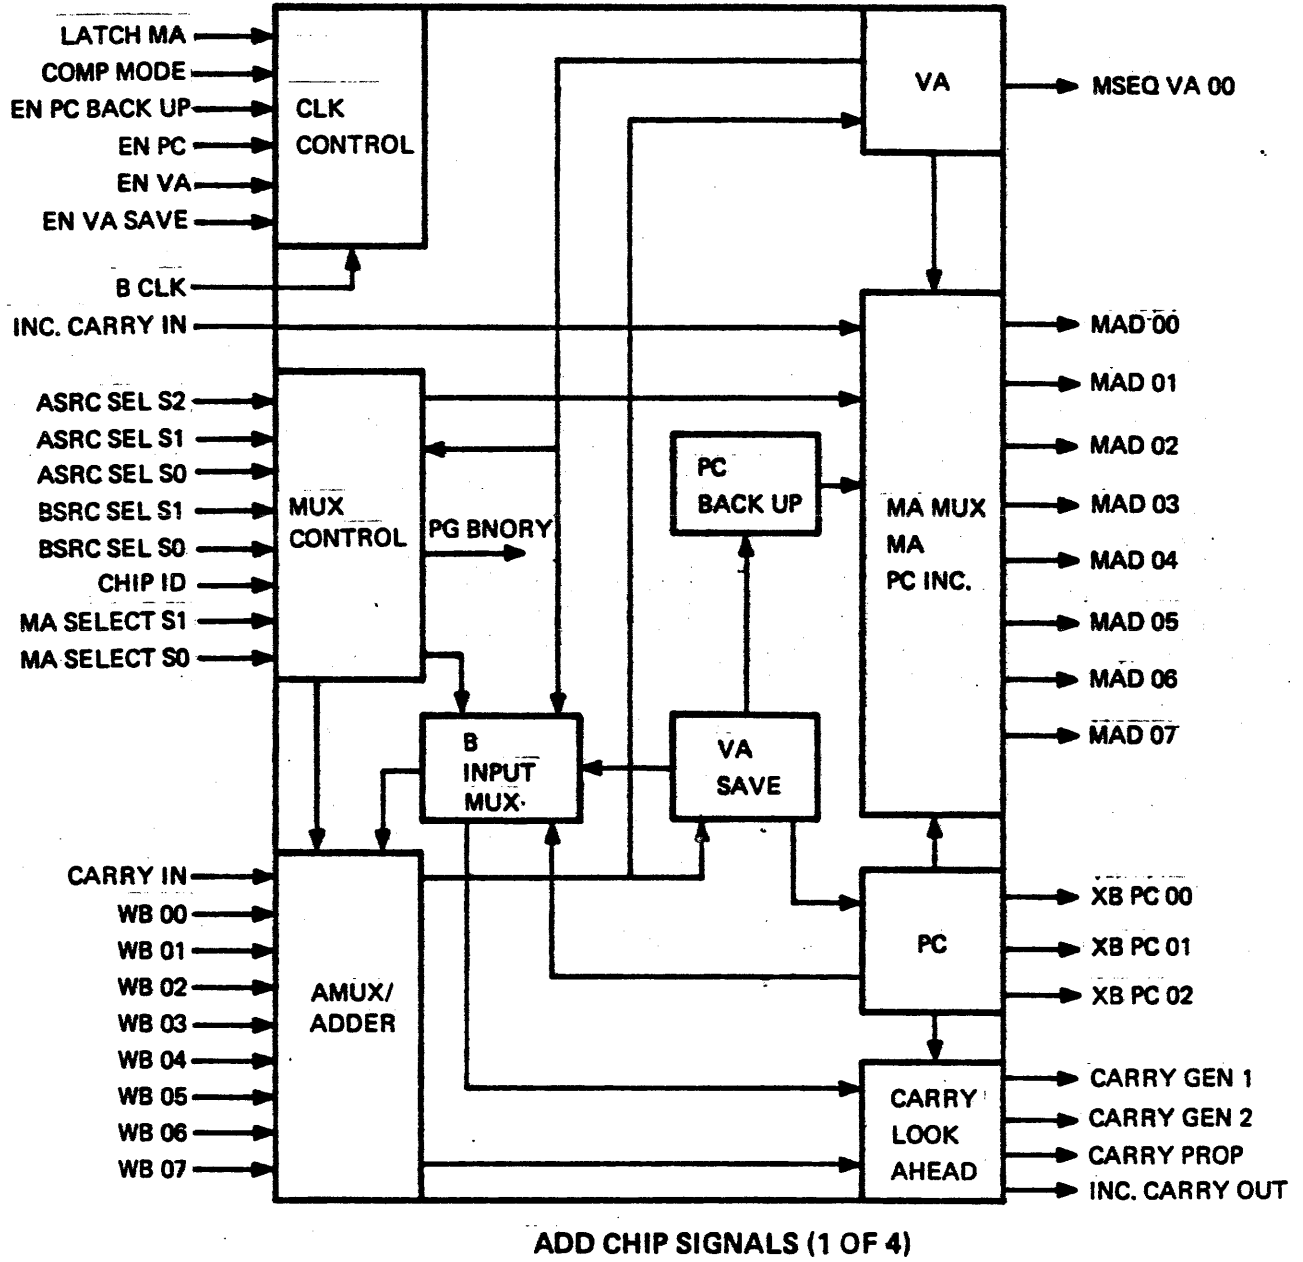 LATCH MA
COMP MODE
EN PC BACK UP
EN PC
EN VA
EN VA SAVE
B CLK
INC. CARRY IN
ASRC SEL S2
ASRC SEL S1
ASRC SEL S0
BSRC SEL S1
BSRC SEL S0
CHIP ID
MA SELECT S1
MA SELECT S0
CARRY IN
WB 00
WB 01
WB 02
WB 03
WB 04
WB 05
WB 06
WB 07
CLK
CONTROL
MUX
CONTROL
PG BNORY
B
INPUT
MUX
AMUX/
ADDER
PC
BACK UP
VA
SAVE
VA
MA MUX
MA
PC INC.
PC
CARRY
LOOK
AHEAD
MSEQ VA 00
MAD 00
MAD 01
MAD 02
MAD 03
MAD 04
MAD 05
MAD 06
MAD 07
XB PC 00
XB PC 01
XB PC 02
CARRY GEN 1
CARRY GEN 2
CARRY PROP
INC. CARRY OUT
ADD CHIP SIGNALS (1 OF 4)